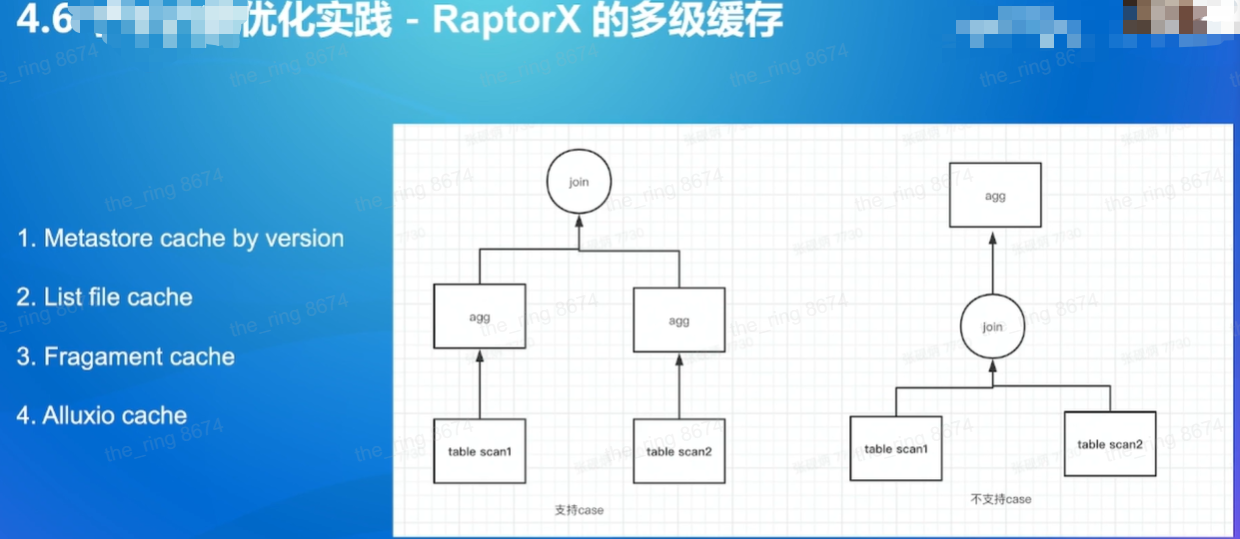 4.6 优化实践 - RaptorX 的多级缓存
1. Metastore cache by version
2. List file cache
3. Fragament cache
4. Alluxio cache
join
agg
agg
table scan1
table scan2
支持case
agg
join
table scan1
table scan2
不支持case
the_ring 8674